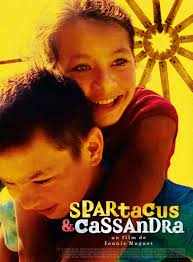 SPARTACUS
& CASSANDRA
un film de
Ioanis Nuguet